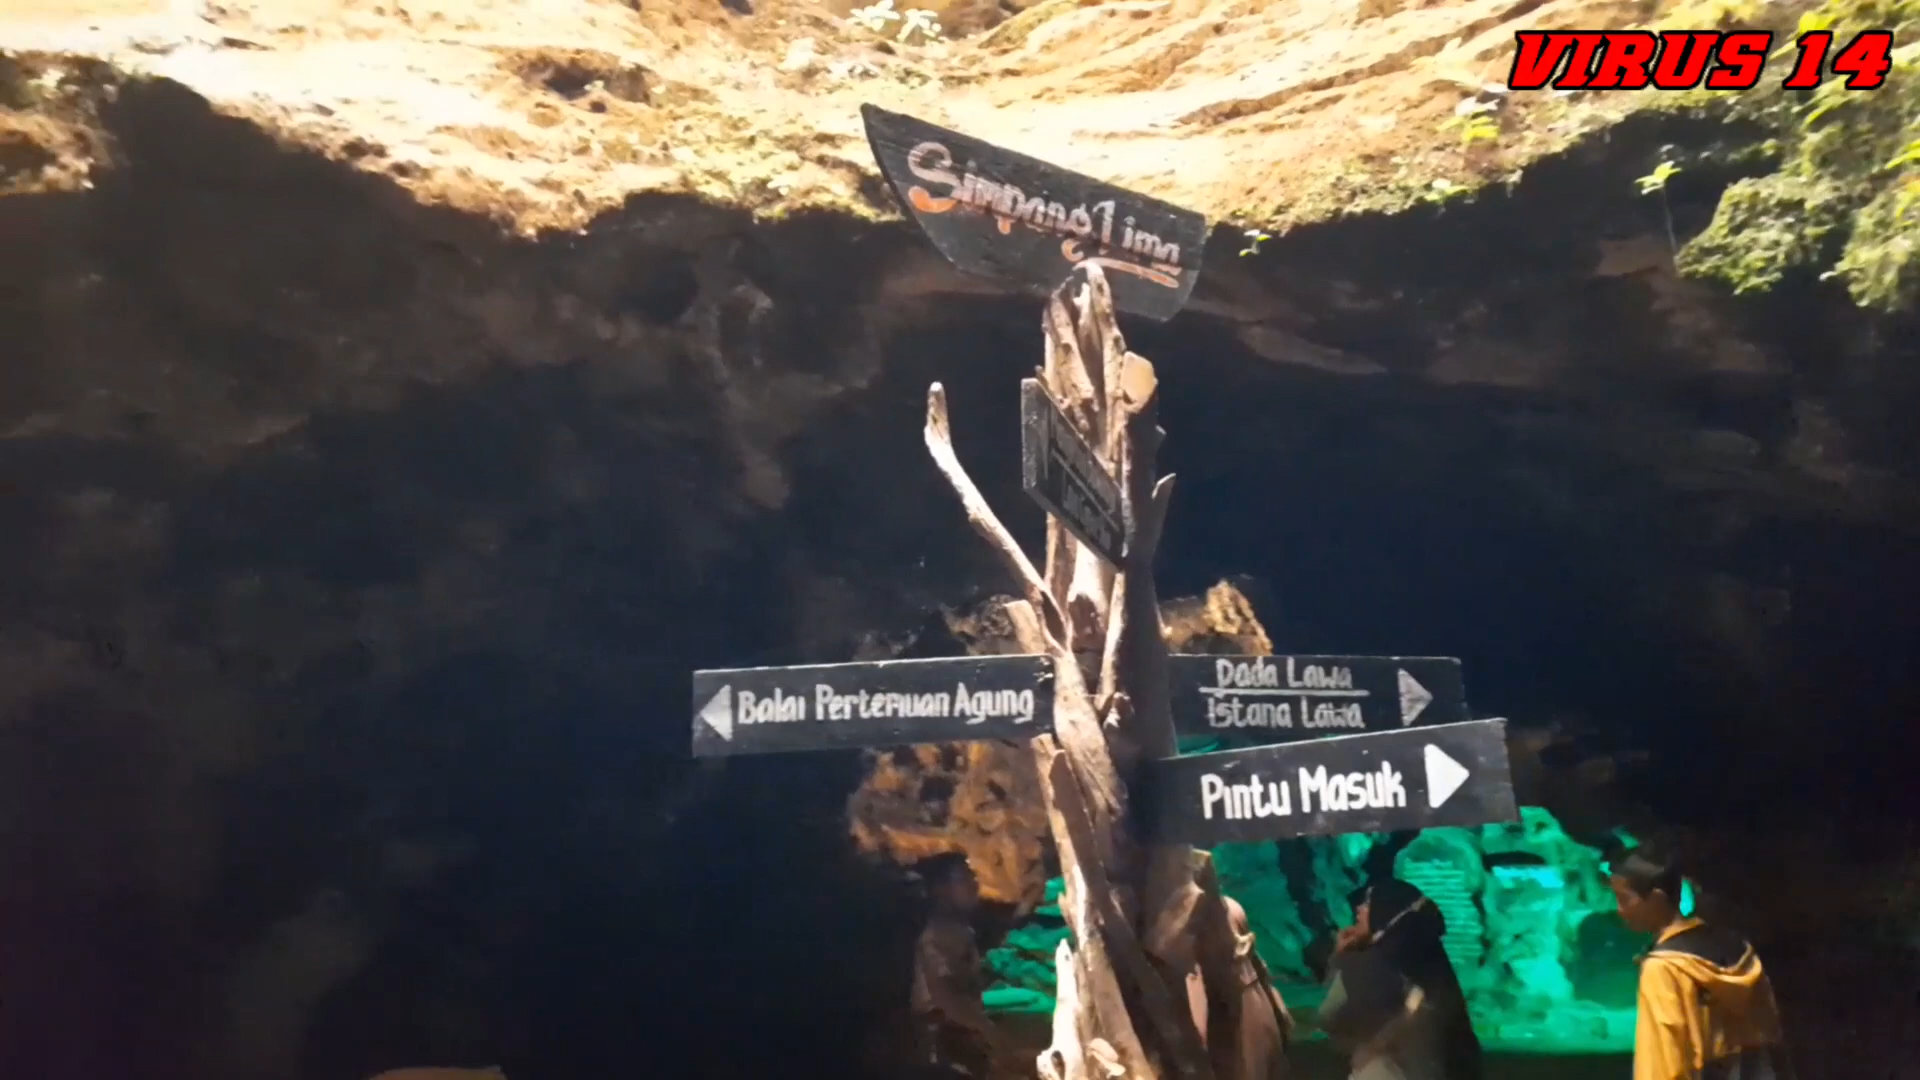 VIRUS 14
Simpang Lima
Balai Pertemuan Agung
Dada Lawa
Istana Lawa
Pintu Masuk